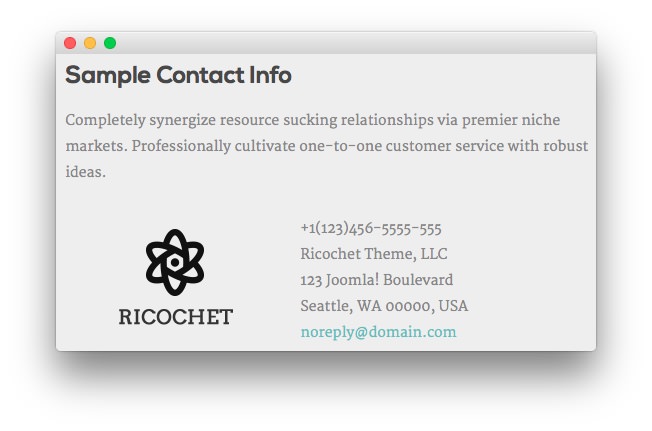 Sample Contact Info
Completely synergize resource sucking relationships via premier niche
markets. Professionally cultivate one-to-one customer service with robust
ideas.
RICOCHET
+1(123)456-5555-555
Ricochet Theme, LLC
123 Joomla! Boulevard
Seattle, WA 00000, USA
noreply@domain.com